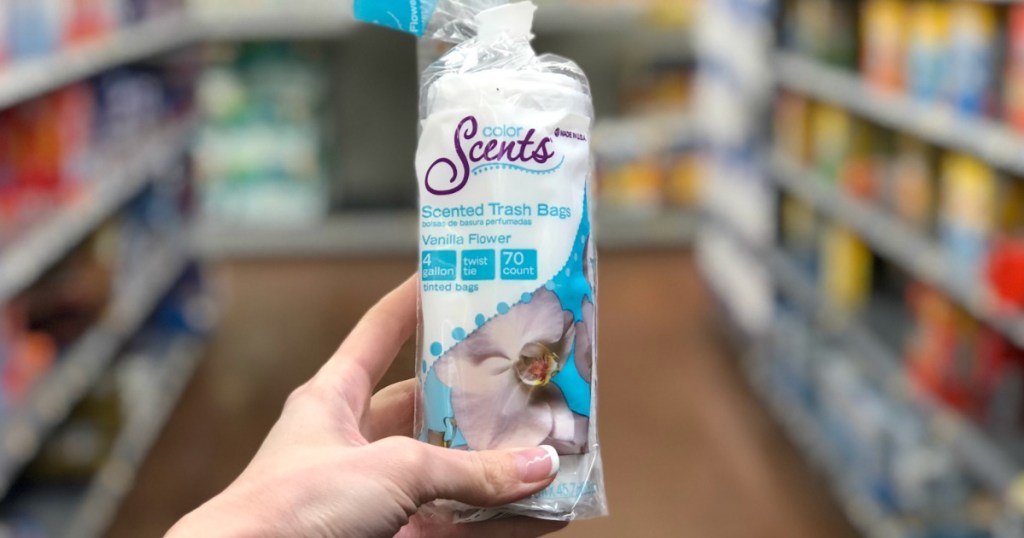 Flowe
color
Scents
MADE IN U.S.A.
Scented Trash Bags
bolsas de basura perfumadas
Vanilla Flower
4 gallon
twist tie
70 count
tinted bags